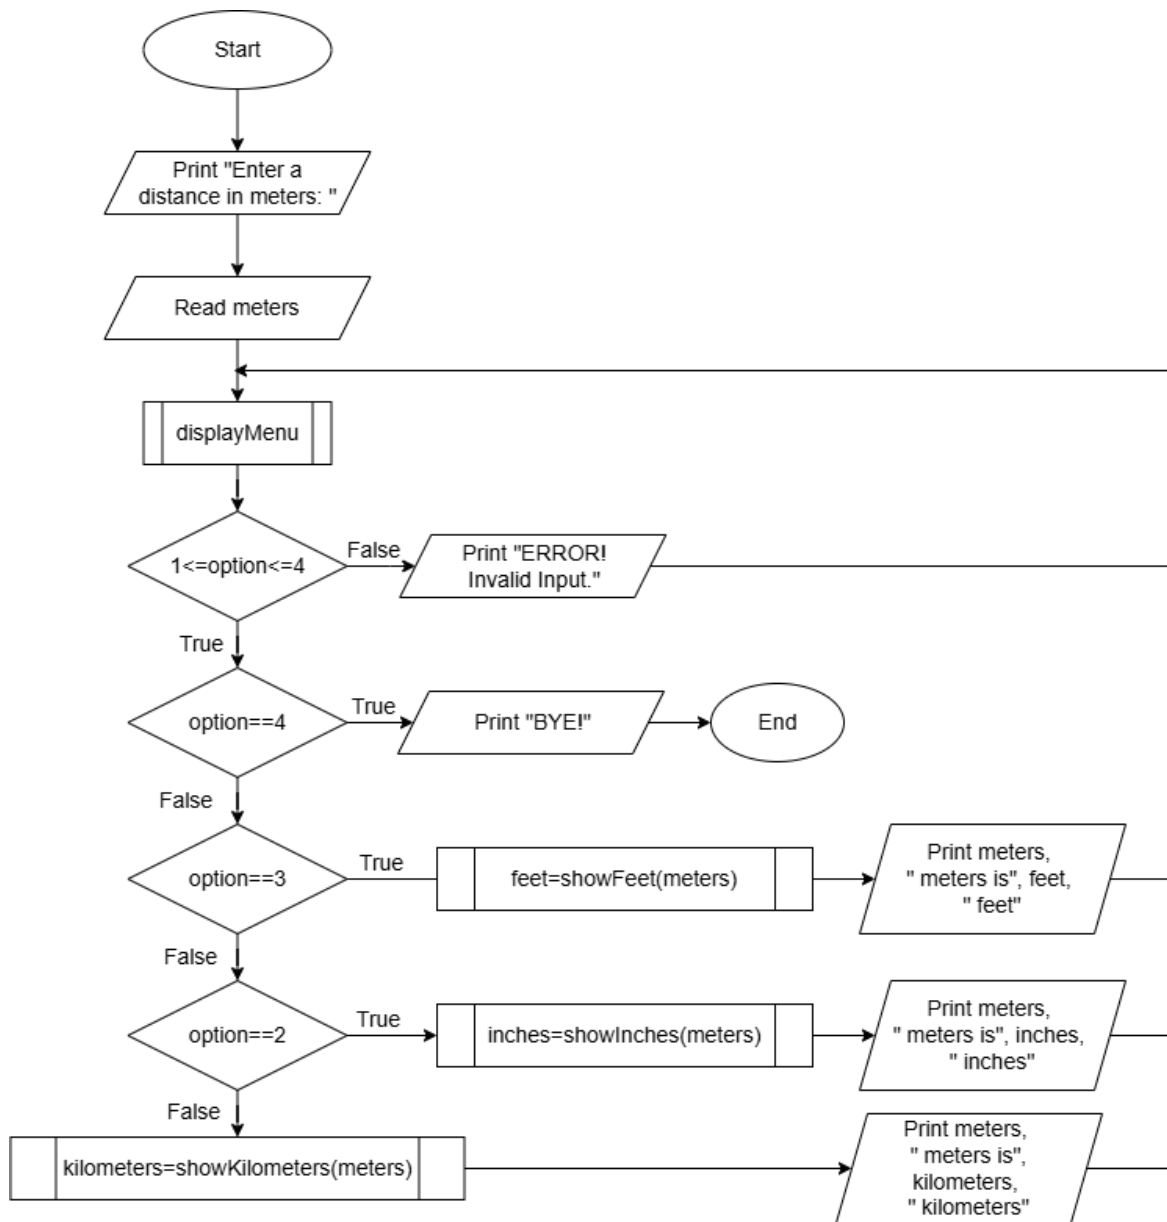 Start
Print "Enter a
distance in meters: "
Read meters
displayMenu
1<=option<=4
False
Print "ERROR!
Invalid Input."
True
option==4
True
Print "BYE!"
End
False
option==3
True
feet=showFeet(meters)
Print meters,
" meters is", feet,
" feet"
False
option==2
True
inches=showInches(meters)
Print meters,
" meters is", inches,
" inches"
False
kilometers=showKilometers(meters)
Print meters,
" meters is",
kilometers,
" kilometers"